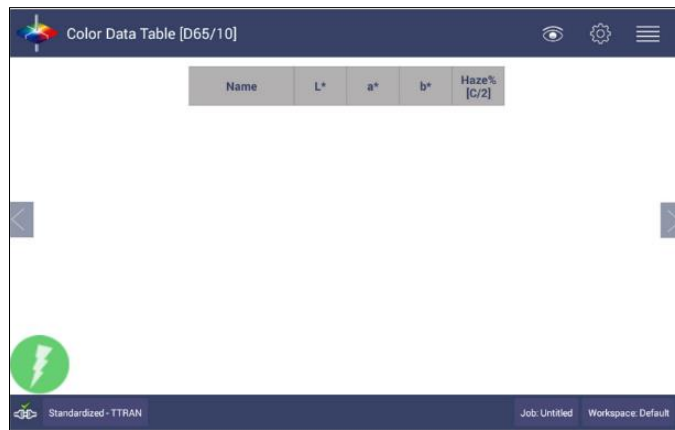 Color Data Table [D65/10]
Name L* a* b* Haze%
[C/2]
Standardized - TTRAN Job: Untitled Workspace: Default